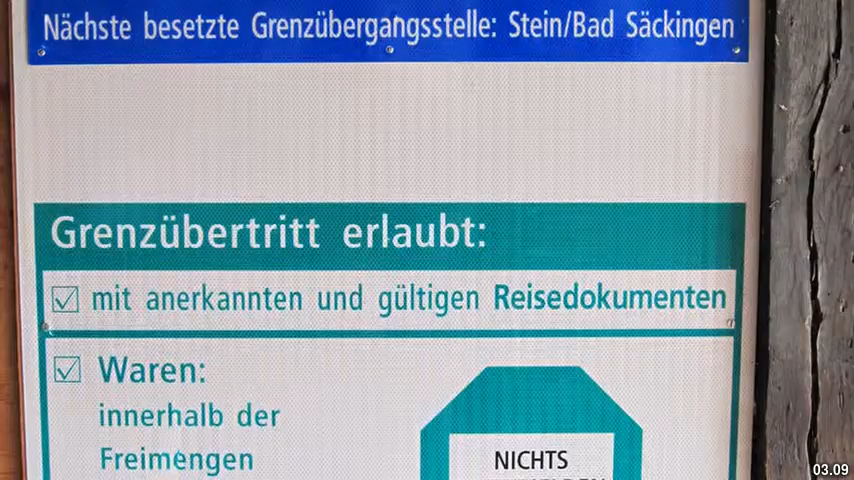 Nächste besetzte Grenzübergangsstelle: Stein/Bad Säckingen
Grenzübertritt erlaubt:
☑ mit anerkannten und gültigen Reisedokumenten
☑ Waren:
innerhalb der
Freimengen
NICHTS
03.09